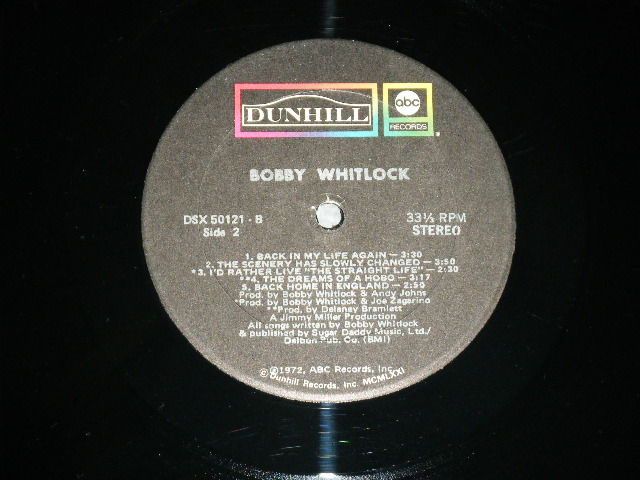 DUNHILL
abc
RECORDS
BOBBY WHITLOCK
DSX 50121 - B
Side 2
33⅓ RPM
STEREO
1. BACK IN MY LIFE AGAIN — 3:30
2. THE SCENERY HAS SLOWLY CHANGED — 3:50
*3. I'D RATHER LIVE "THE STRAIGHT LIFE" — 2:30
**4. THE DREAMS OF A HOBO — 3:17
5. BACK HOME IN ENGLAND — 2:59
Prod. by Bobby Whitlock & Andy Johns
*Prod. by Bobby Whitlock & Joe Zagarino
**Prod. by Delaney Bramlett
A Jimmy Miller Production
All songs written by Bobby Whitlock
& published by Sugar Daddy Music, Ltd./
Delbon Pub. Co. (BMI)
℗1972, ABC Records, Inc.
© Dunhill Records, Inc. MCMLXXI